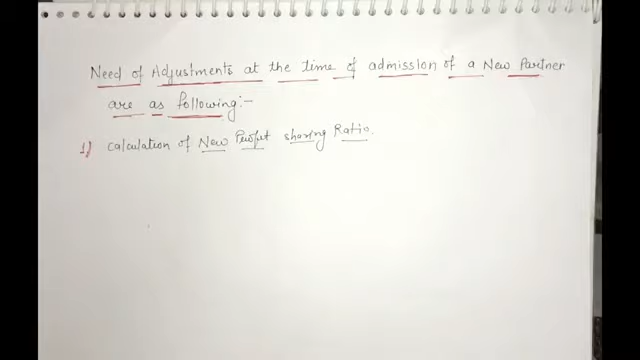 Need of Adjustments at the time of admission of a New Partner
are as following:-
1) Calculation of New Profit sharing Ratio.